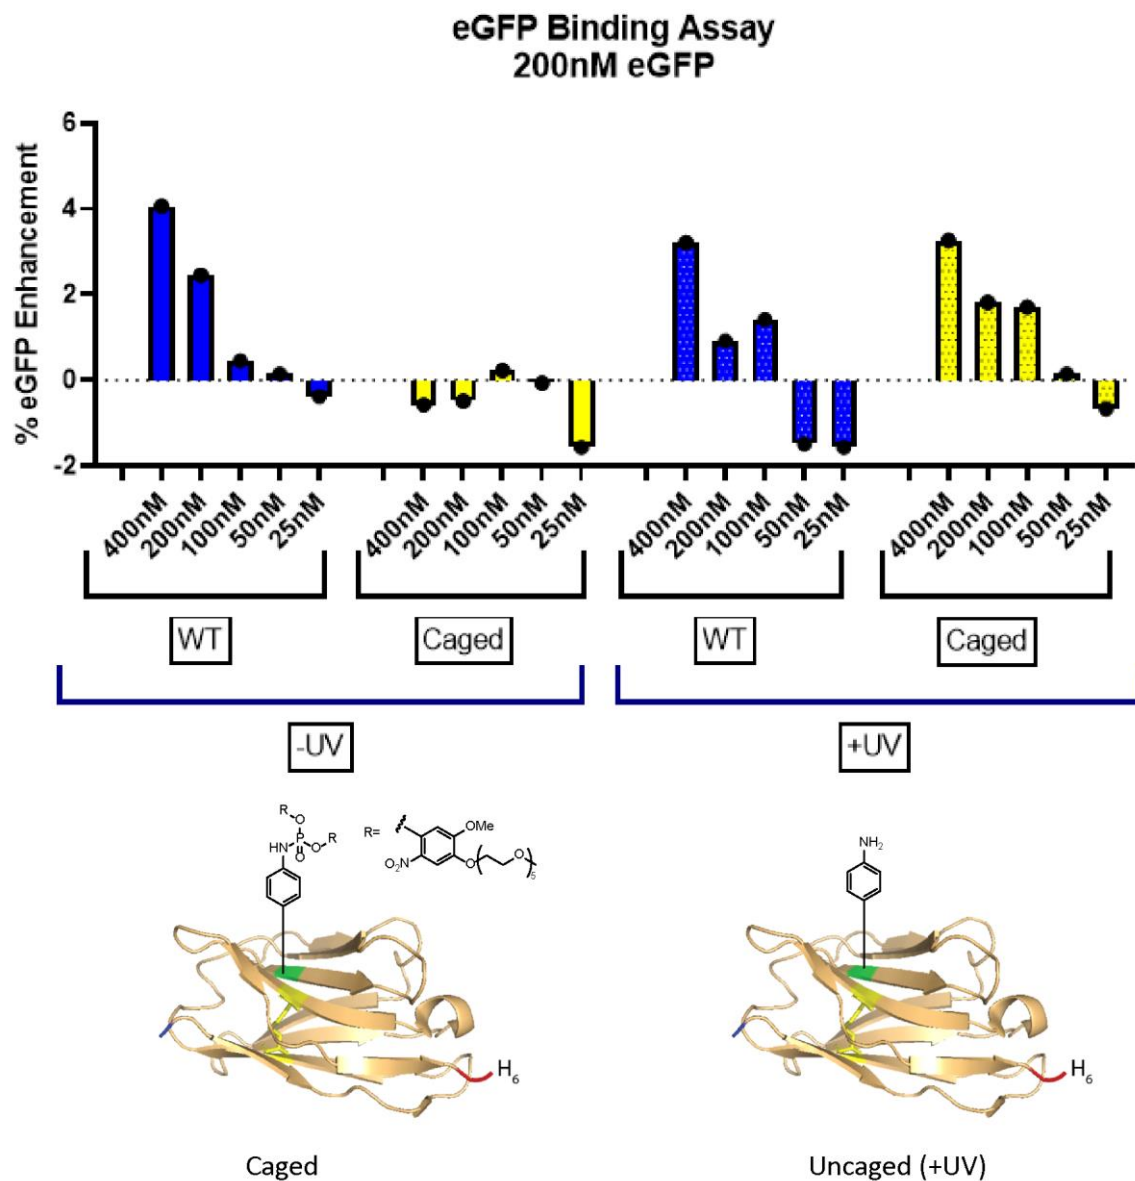 eGFP Binding Assay
200nM eGFP
% eGFP Enhancement
6
4
2
0
-2
400nM 200nM 100nM 50nM 25nM 400nM 200nM 100nM 50nM 25nM 400nM 200nM 100nM 50nM 25nM 400nM 200nM 100nM 50nM 25nM
WT Caged WT Caged
-UV +UV
R
O
R
HN P O
O
R=
OMe
O₂N
O
O
5
NH₂
H₆
H₆
Caged Uncaged (+UV)